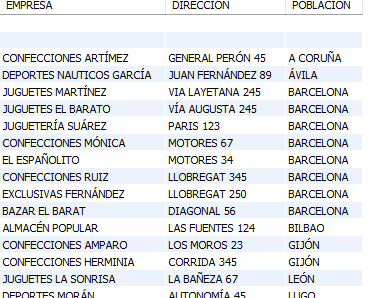 EMPRESA DIRECCION POBLACION
CONFECCIONES ARTÍMEZ GENERAL PERÓN 45 A CORUÑA
DEPORTES NAUTICOS GARCÍA JUAN FERNÁNDEZ 89 ÁVILA
JUGUETES MARTÍNEZ VIA LAYETANA 245 BARCELONA
JUGUETES EL BARATO VÍA AUGUSTA 245 BARCELONA
JUGUETERÍA SUÁREZ PARIS 123 BARCELONA
CONFECCIONES MÓNICA MOTORES 67 BARCELONA
EL ESPAÑOLITO MOTORES 34 BARCELONA
CONFECCIONES RUIZ LLOBREGAT 345 BARCELONA
EXCLUSIVAS FERNÁNDEZ LLOBREGAT 250 BARCELONA
BAZAR EL BARAT DIAGONAL 56 BARCELONA
ALMACÉN POPULAR LAS FUENTES 124 BILBAO
CONFECCIONES AMPARO LOS MOROS 23 GIJÓN
CONFECCIONES HERMINIA CORRIDA 345 GIJÓN
JUGUETES LA SONRISA LA BAÑEZA 67 LEÓN
DEPORTES MORÁN AUTONOMÍA 45 LUGO